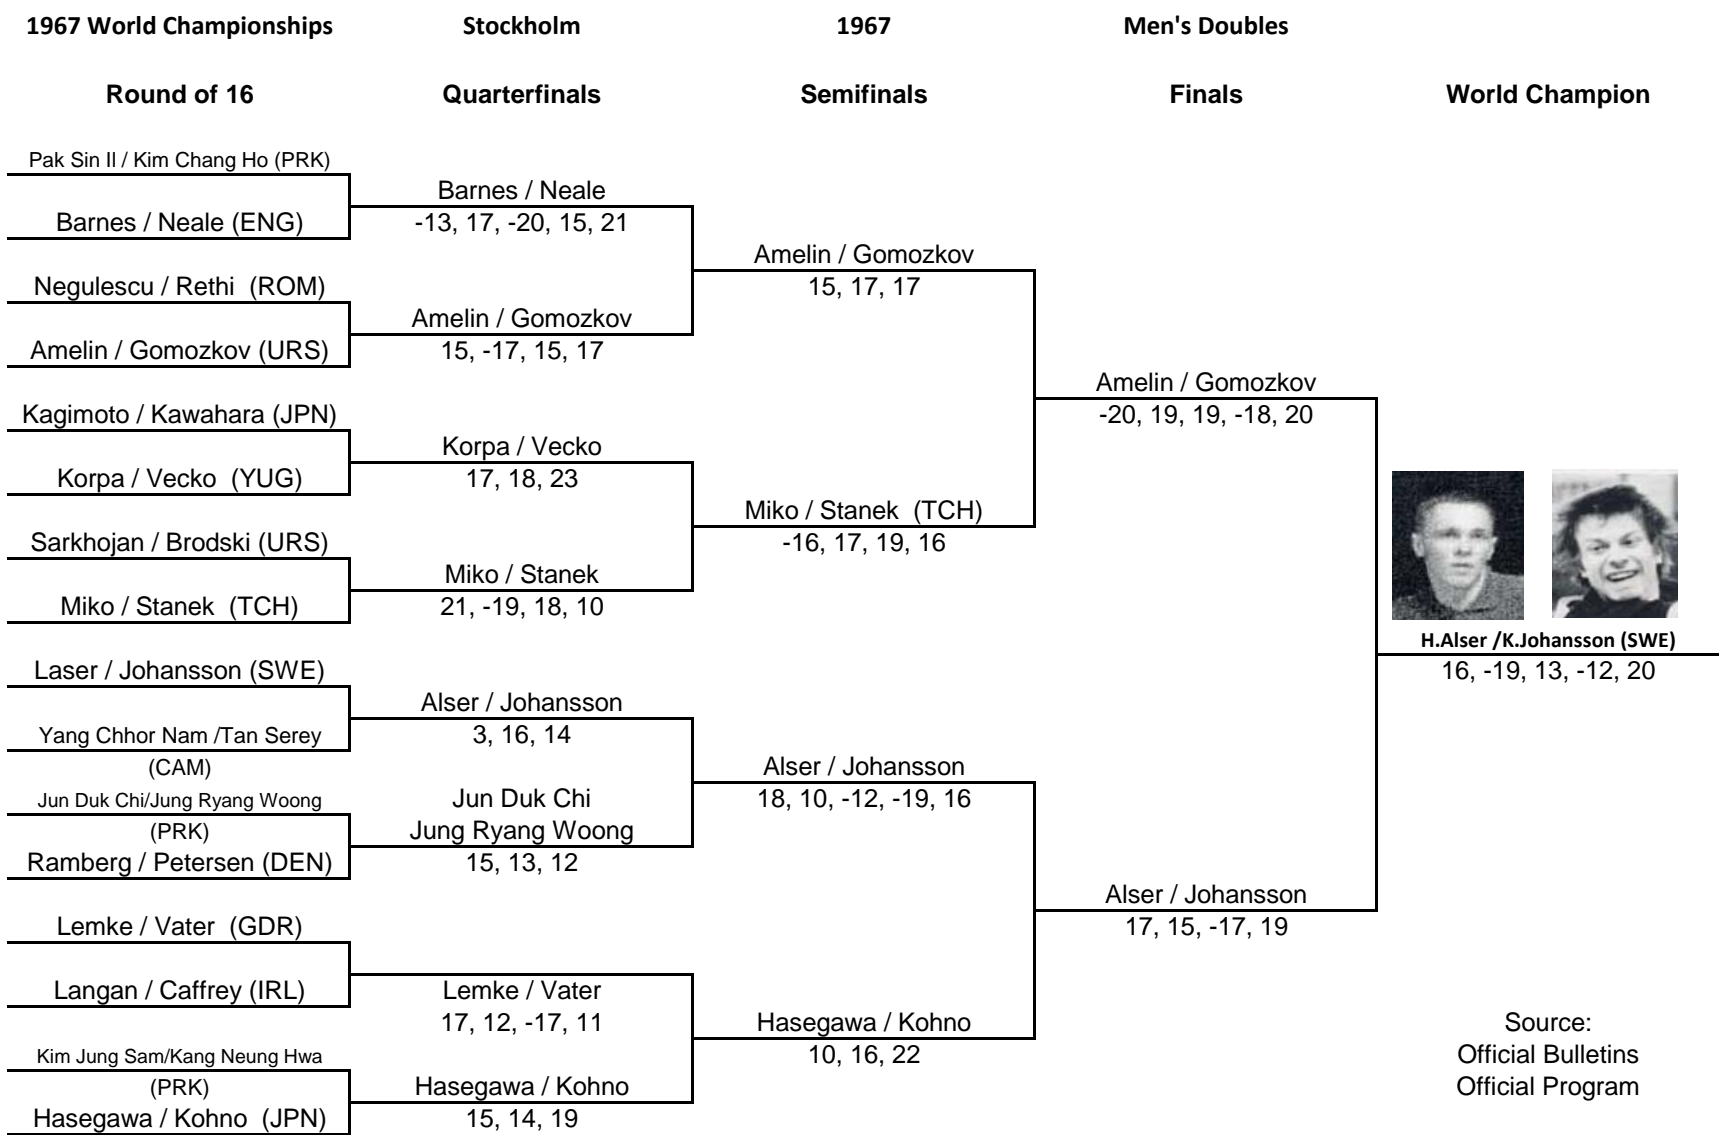 1967 World Championships
Stockholm
1967
Men's Doubles
Round of 16
Quarterfinals
Semifinals
Finals
World Champion
Pak Sin Il / Kim Chang Ho (PRK)
Barnes / Neale (ENG)
Negulescu / Rethi (ROM)
Amelin / Gomozkov (URS)
Kagimoto / Kawahara (JPN)
Korpa / Vecko (YUG)
Sarkhojan / Brodski (URS)
Miko / Stanek (TCH)
Laser / Johansson (SWE)
Yang Chhor Nam /Tan Serey
(CAM)
Jun Duk Chi/Jung Ryang Woong
(PRK)
Ramberg / Petersen (DEN)
Lemke / Vater (GDR)
Langan / Caffrey (IRL)
Kim Jung Sam/Kang Neung Hwa
(PRK)
Hasegawa / Kohno (JPN)
Barnes / Neale
-13, 17, -20, 15, 21
Amelin / Gomozkov
15, -17, 15, 17
Korpa / Vecko
17, 18, 23
Miko / Stanek
21, -19, 18, 10
Alser / Johansson
3, 16, 14
Jun Duk Chi
Jung Ryang Woong
15, 13, 12
Lemke / Vater
17, 12, -17, 11
Hasegawa / Kohno
15, 14, 19
Amelin / Gomozkov
15, 17, 17
Miko / Stanek (TCH)
-16, 17, 19, 16
Alser / Johansson
18, 10, -12, -19, 16
Hasegawa / Kohno
10, 16, 22
Amelin / Gomozkov
-20, 19, 19, -18, 20
Alser / Johansson
17, 15, -17, 19
H.Alser /K.Johansson (SWE)
16, -19, 13, -12, 20
Source:
Official Bulletins
Official Program